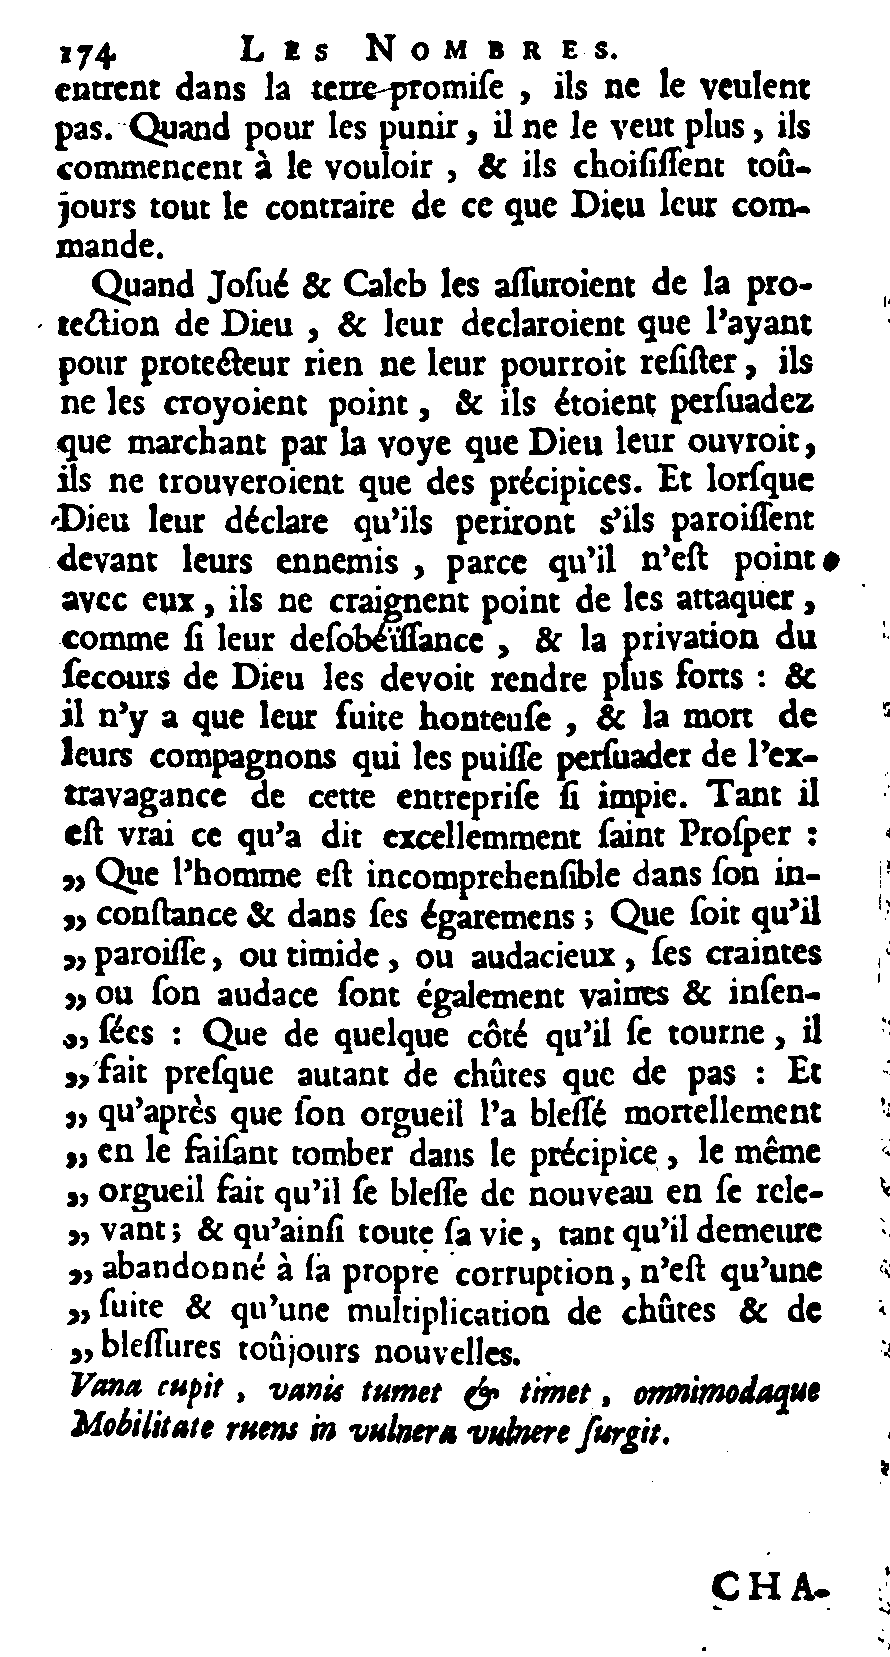 174 LES NOMBRES.
entrent dans la terre-promiſe , ils ne le veulent
pas. Quand pour les punir , il ne le veut plus , ils
commencent à le vouloir , & ils choiſiſſent toû-
jours tout le contraire de ce que Dieu leur com-
mande.
Quand Joſué & Caleb les aſſuroient de la pro-
tection de Dieu , & leur declaroient que l'ayant
pour protecteur rien ne leur pourroit reſiſter , ils
ne les croyoient point , & ils étoient perſuadez
que marchant par la voye que Dieu leur ouvroit ,
ils ne trouveroient que des précipices. Et lorſque
Dieu leur déclare qu'ils periront s'ils paroiſſent
devant leurs ennemis , parce qu'il n'eſt point
avec eux , ils ne craignent point de les attaquer ,
comme ſi leur deſobéïſſance , & la privation du
ſecours de Dieu les devoit rendre plus forts : &
il n'y a que leur fuite honteuſe , & la mort de
leurs compagnons qui les puiſſe perſuader de l'ex-
travagance de cette entrepriſe ſi impie. Tant il
eſt vrai ce qu'a dit excellemment ſaint Proſper :
„ Que l'homme eſt incomprehenſible dans ſon in-
„ conſtance & dans ſes égaremens ; Que ſoit qu'il
„ paroiſſe , ou timide , ou audacieux , ſes craintes
„ ou ſon audace ſont également vaines & inſen-
„ ſées : Que de quelque côté qu'il ſe tourne , il
„ fait preſque autant de chûtes que de pas : Et
„ qu'après que ſon orgueil l'a bleſſé mortellement
„ en le faiſant tomber dans le précipice , le même
„ orgueil fait qu'il ſe bleſſe de nouveau en ſe rele-
„ vant ; & qu'ainſi toute ſa vie , tant qu'il demeure
„ abandonné à ſa propre corruption , n'eſt qu'une
„ ſuite & qu'une multiplication de chûtes & de
„ bleſſures toûjours nouvelles.
Vana cupit , vanis tumet & timet , omnimodaque
Mobilitate ruens in vulnera vulnere ſurgit.
CHA-